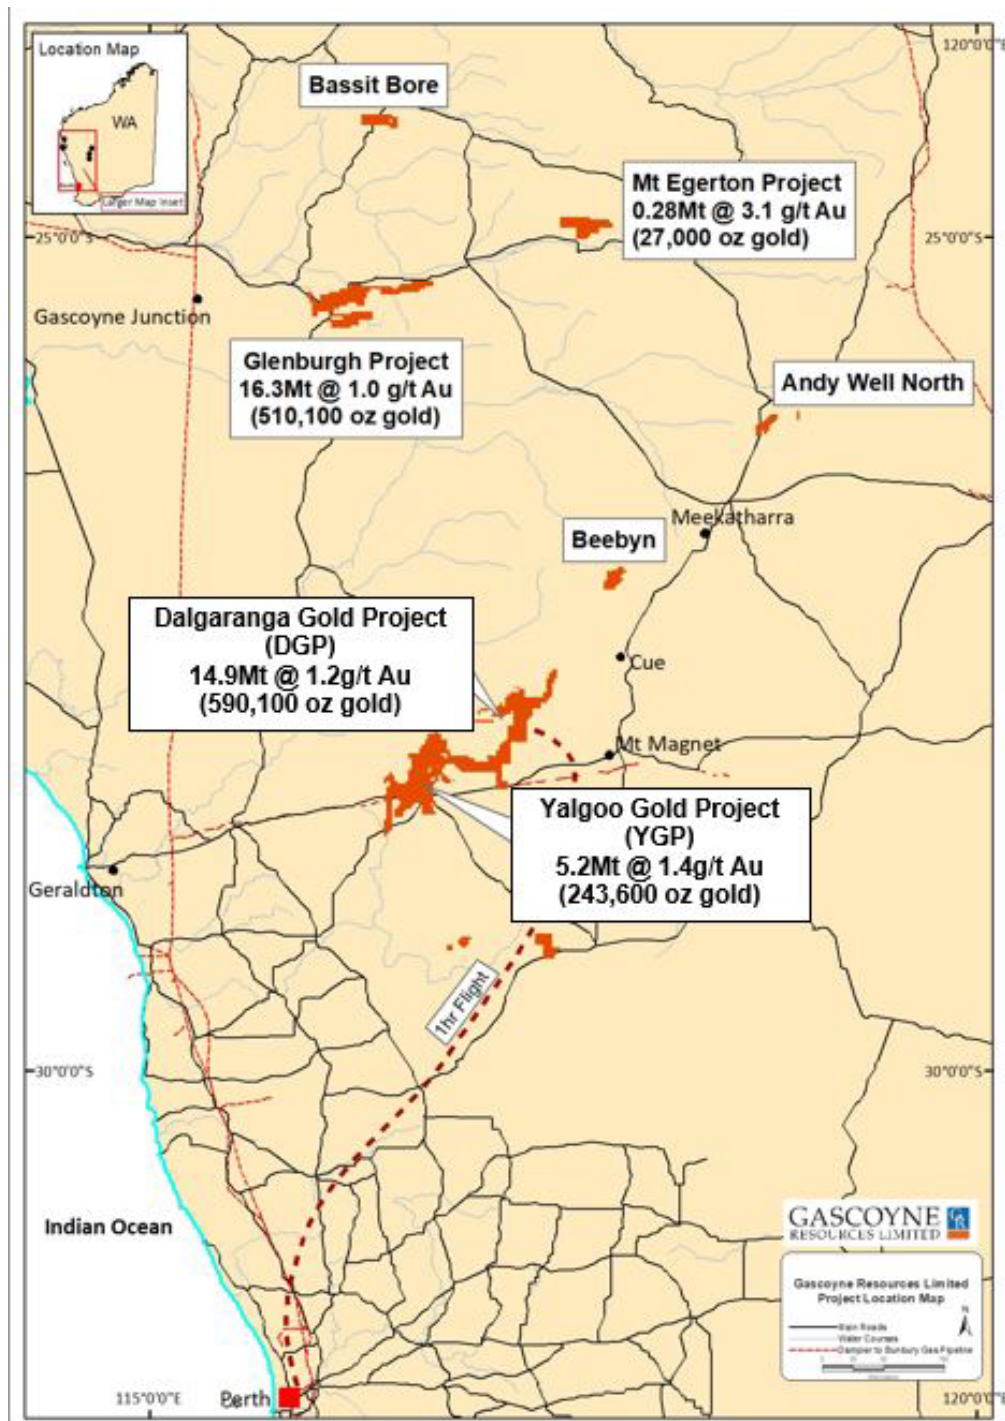 Location Map
WA
Larger Map Inset
120°0'0"E
Bassit Bore
Mt Egerton Project
0.28Mt @ 3.1 g/t Au
(27,000 oz gold)
25°0'0"S
25°0'0"S
Gascoyne Junction
Glenburgh Project
16.3Mt @ 1.0 g/t Au
(510,100 oz gold)
Andy Well North
Meekatharra
Beebyn
Dalgaranga Gold Project
(DGP)
14.9Mt @ 1.2g/t Au
(590,100 oz gold)
Cue
Mt Magnet
Yalgoo Gold Project
(YGP)
5.2Mt @ 1.4g/t Au
(243,600 oz gold)
Geraldton
1hr Flight
30°0'0"S
30°0'0"S
Indian Ocean
GASCOYNE
RESOURCES LIMITED
Gascoyne Resources Limited
Project Location Map
N
Main Roads
Water Courses
Damper to Bunbury Gas Pipeline
115°0'0"E
Perth
120°0'0"E